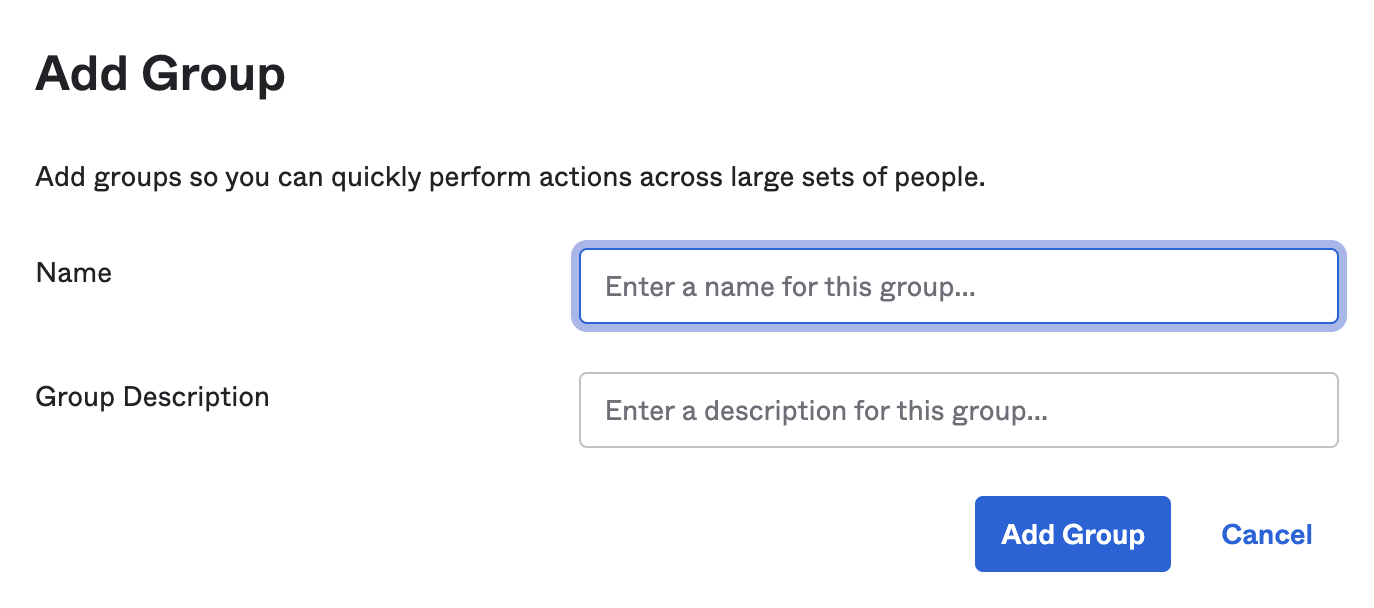 Add Group
Add groups so you can quickly perform actions across large sets of people.
Name
Enter a name for this group...
Group Description
Enter a description for this group...
Add Group
Cancel